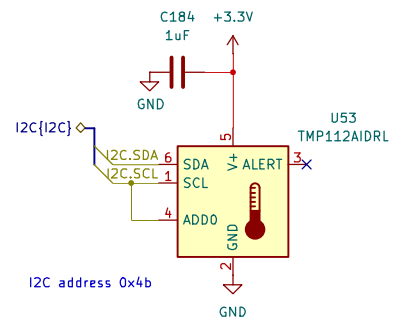 C184 +3.3V
1uF
GND
U53
TMP112AIDRL
I2C{I2C}
5
I2C.SDA 6 SDA V+ ALERT 3
I2C.SCL 1 SCL
4 ADD0
GND
2
I2C address 0x4b
GND